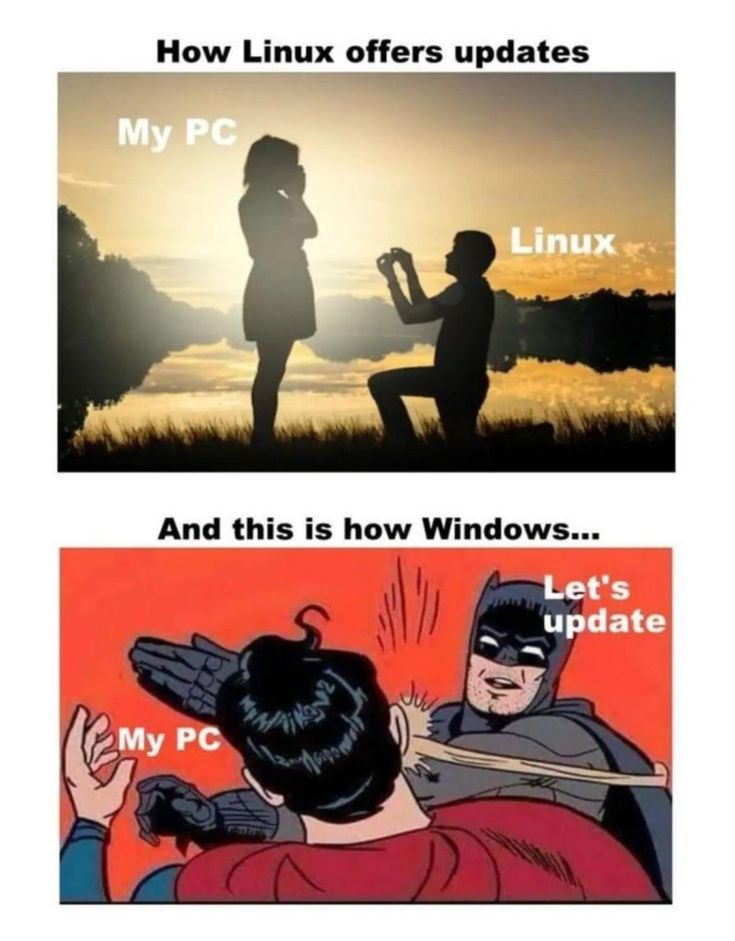 How Linux offers updates
My PC
Linux
And this is how Windows...
Let's
update
My PC